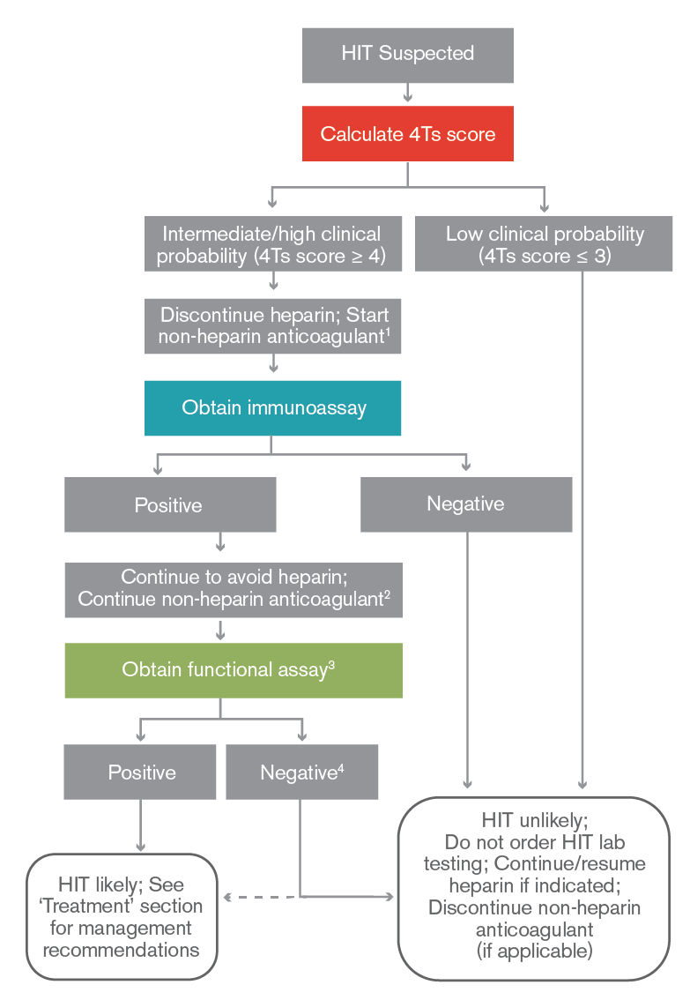 HIT Suspected
Calculate 4Ts score
Intermediate/high clinical
probability (4Ts score ≥ 4)
Low clinical probability
(4Ts score ≤ 3)
Discontinue heparin; Start
non-heparin anticoagulant¹
Obtain immunoassay
Positive
Negative
Continue to avoid heparin;
Continue non-heparin anticoagulant²
Obtain functional assay³
Positive
Negative⁴
HIT likely; See
‘Treatment’ section
for management
recommendations
HIT unlikely;
Do not order HIT lab
testing; Continue/resume
heparin if indicated;
Discontinue non-heparin
anticoagulant
(if applicable)